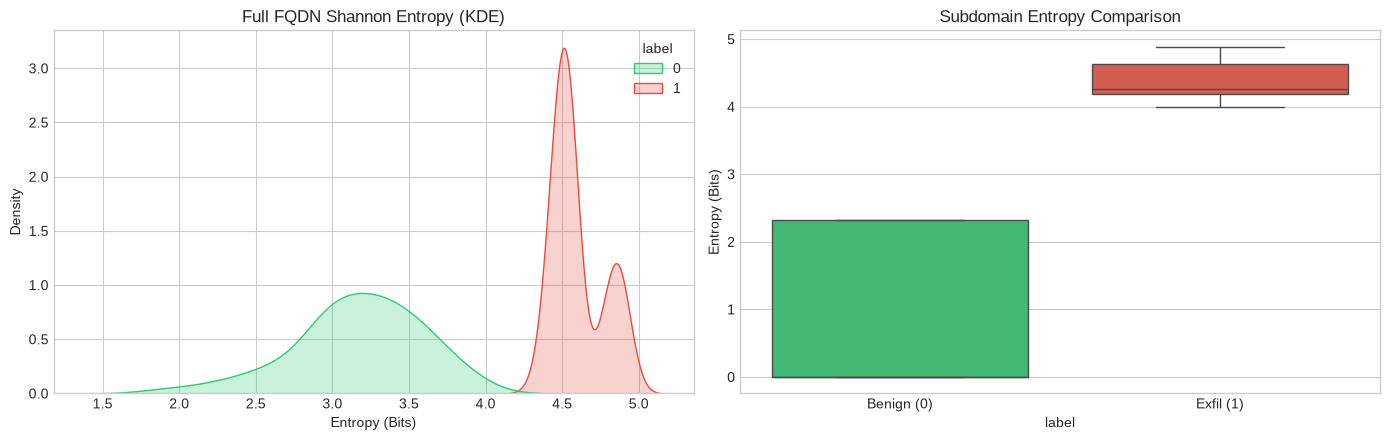 Full FQDN Shannon Entropy (KDE)
label
0
1
3.0
2.5
2.0
1.5
1.0
0.5
0.0
Density
1.5
2.0
2.5
3.0
3.5
4.0
4.5
5.0
Entropy (Bits)
Subdomain Entropy Comparison
5
4
3
2
1
0
Entropy (Bits)
Benign (0)
Exfil (1)
label